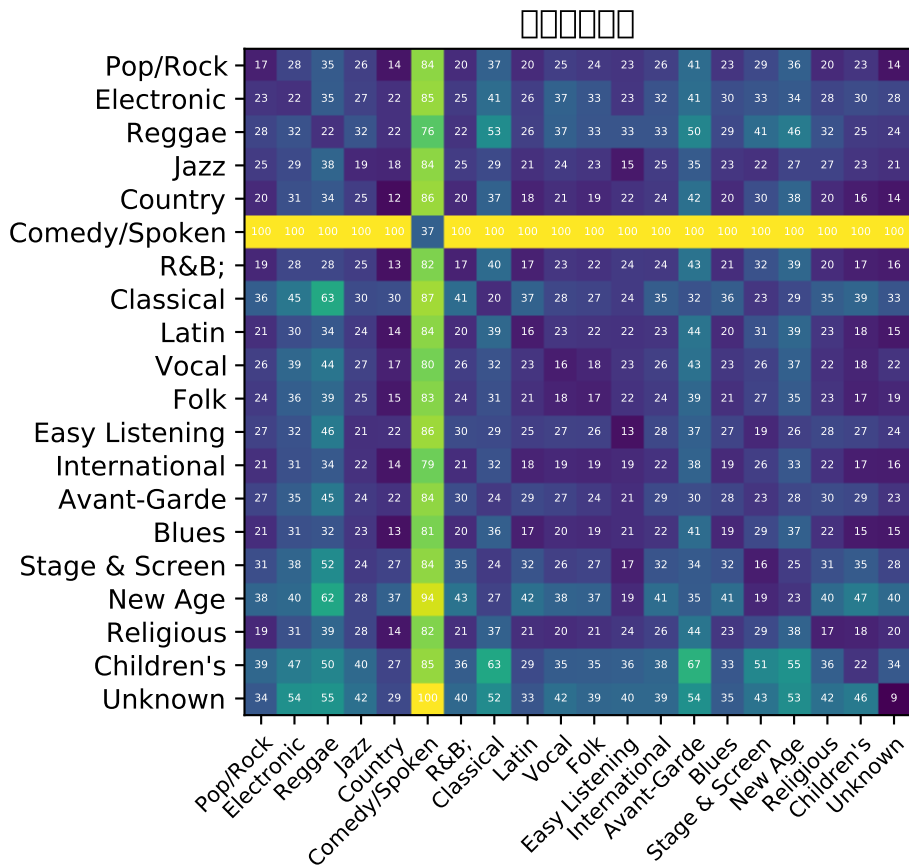 Pop/Rock 17 28 35 26 14 84 20 37 20 25 24 23 26 41 23 29 36 20 23 14
Electronic 23 22 35 27 22 85 25 41 26 37 33 23 32 41 30 33 34 28 30 28
Reggae 28 32 22 32 22 76 22 53 26 37 33 33 33 50 29 41 46 32 25 24
Jazz 25 29 38 19 18 84 25 29 21 24 23 15 25 35 23 22 27 27 23 21
Country 20 31 34 25 12 86 20 37 18 21 19 22 24 42 20 30 38 20 16 14
Comedy/Spoken 100 100 100 100 100 37 100 100 100 100 100 100 100 100 100 100 100 100 100 100
R&B; 19 28 28 25 13 82 17 40 17 23 22 24 24 43 21 32 39 20 17 16
Classical 36 45 63 30 30 87 41 20 37 28 27 24 35 32 36 23 29 35 39 33
Latin 21 30 34 24 14 84 20 39 16 23 22 22 23 44 20 31 39 23 18 15
Vocal 26 39 44 27 17 80 26 32 23 16 18 23 26 43 23 26 37 22 18 22
Folk 24 36 39 25 15 83 24 31 21 18 17 22 24 39 21 27 35 23 17 19
Easy Listening 27 32 46 21 22 86 30 29 25 27 26 13 28 37 27 19 26 28 27 24
International 21 31 34 22 14 79 21 32 18 19 19 19 22 38 19 26 33 22 17 16
Avant-Garde 27 35 45 24 22 84 30 24 29 27 24 21 29 30 28 23 28 30 29 23
Blues 21 31 32 23 13 81 20 36 17 20 19 21 22 41 19 29 37 22 15 15
Stage & Screen 31 38 52 24 27 84 35 24 32 26 27 17 32 34 32 16 25 31 35 28
New Age 38 40 62 28 37 94 43 27 42 38 37 19 41 35 41 19 23 40 47 40
Religious 19 31 39 28 14 82 21 37 21 20 21 24 26 44 23 29 38 17 18 20
Children's 39 47 50 40 27 85 36 63 29 35 35 36 38 67 33 51 55 36 22 34
Unknown 34 54 55 42 29 100 40 52 33 42 39 40 39 54 35 43 53 42 46 9
Pop/Rock
Electronic
Reggae
Jazz
Country
Comedy/Spoken
R&B;
Classical
Latin
Vocal
Folk
Easy Listening
International
Avant-Garde
Blues
Stage & Screen
New Age
Religious
Children's
Unknown